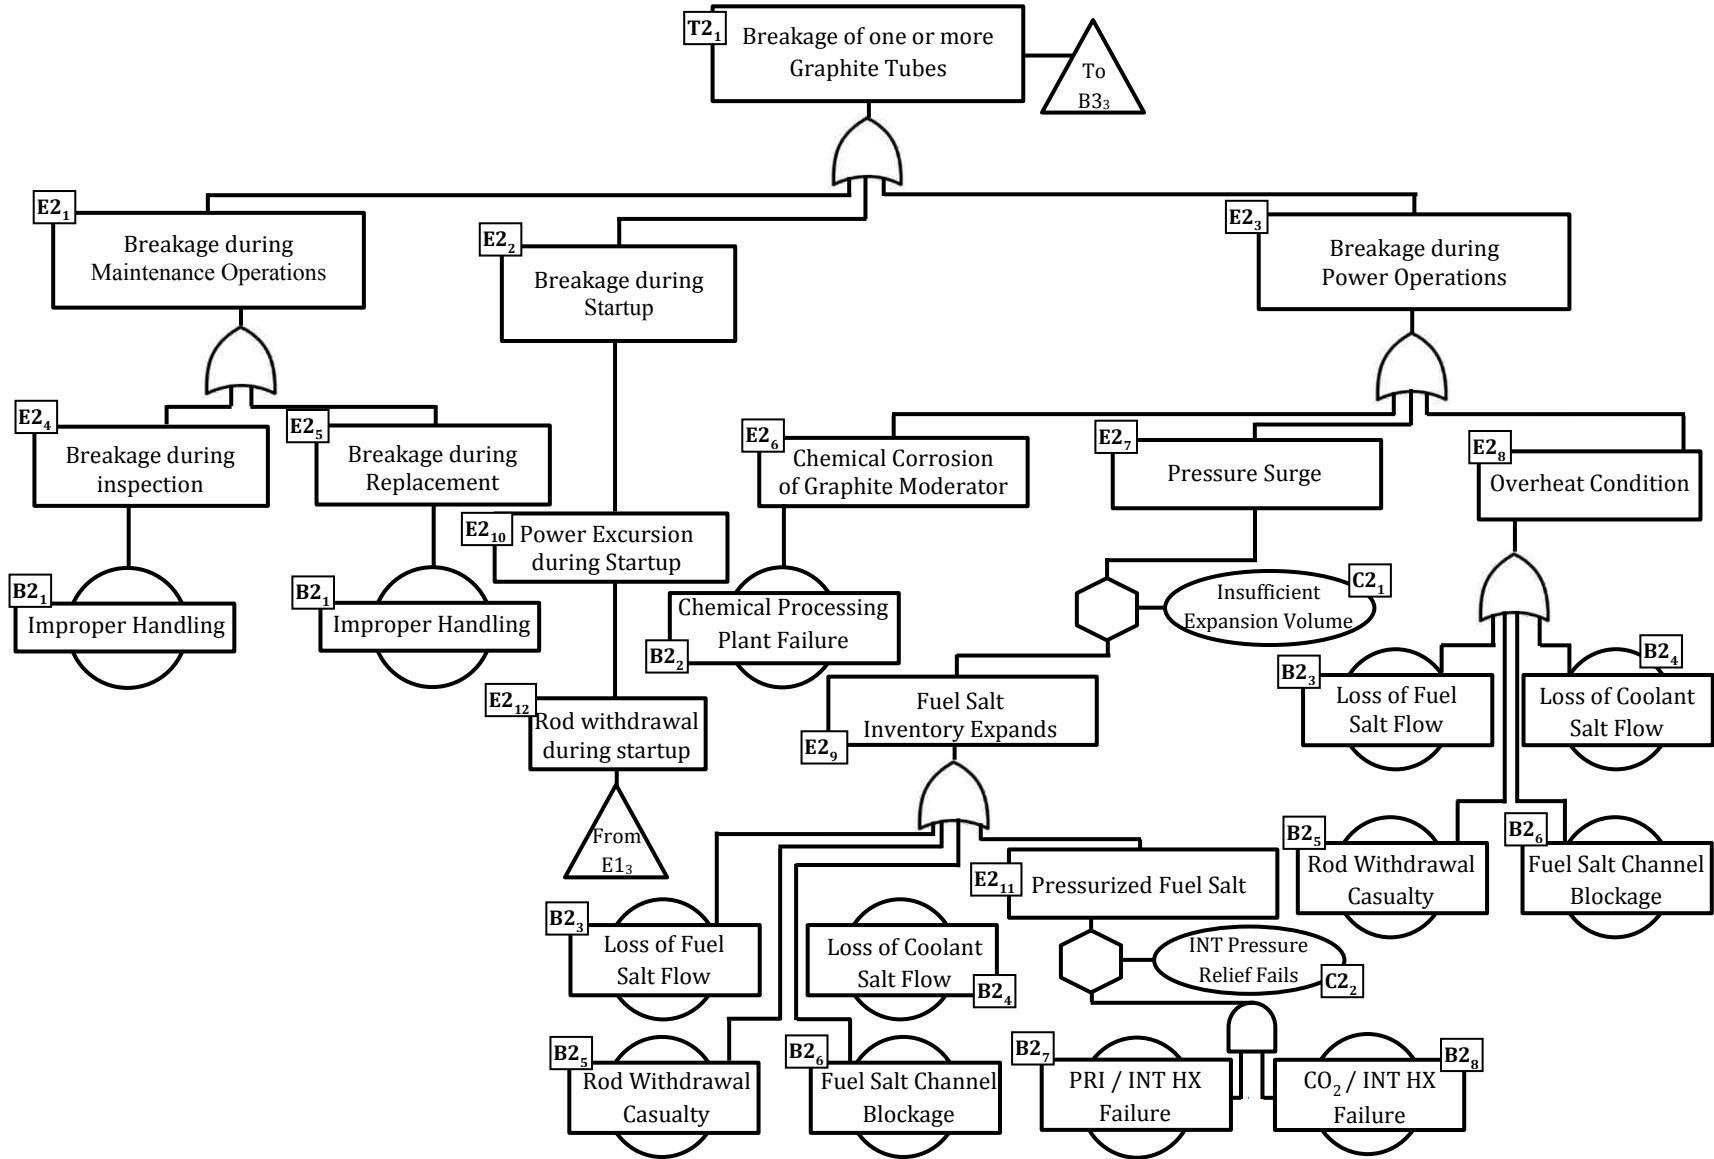 T2₁
Breakage of one or more
Graphite Tubes
To
B3₃
E2₁
Breakage during
Maintenance Operations
E2₂
Breakage during
Startup
E2₃
Breakage during
Power Operations
E2₄
Breakage during
inspection
E2₅
Breakage during
Replacement
E2₆
Chemical Corrosion
of Graphite Moderator
E2₇
Pressure Surge
E2₈
Overheat Condition
E2₁₀
Power Excursion
during Startup
B2₁
Improper Handling
B2₁
Improper Handling
Chemical Processing
Plant Failure
B2₂
Insufficient
Expansion Volume
C2₁
E2₁₂
Rod withdrawal
during startup
From
E1₃
Fuel Salt
Inventory Expands
E2₉
B2₃
Loss of Fuel
Salt Flow
B2₄
Loss of Coolant
Salt Flow
B2₅
Rod Withdrawal
Casualty
B2₆
Fuel Salt Channel
Blockage
E2₁₁
Pressurized Fuel Salt
B2₃
Loss of Fuel
Salt Flow
Loss of Coolant
Salt Flow
B2₄
INT Pressure
Relief Fails
C2₂
B2₅
Rod Withdrawal
Casualty
B2₆
Fuel Salt Channel
Blockage
B2₇
PRI / INT HX
Failure
B2₈
CO₂ / INT HX
Failure